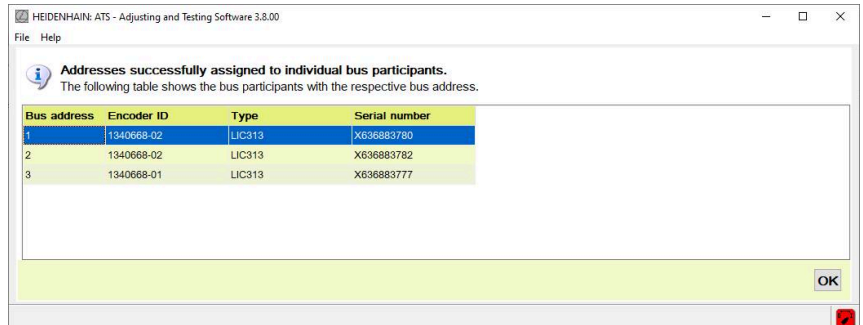 HEIDENHAIN: ATS - Adjusting and Testing Software 3.8.00
File Help
Addresses successfully assigned to individual bus participants.
The following table shows the bus participants with the respective bus address.
Bus address Encoder ID Type Serial number
1 1340668-02 LIC313 X636883780
2 1340668-02 LIC313 X636883782
3 1340668-01 LIC313 X636883777
OK